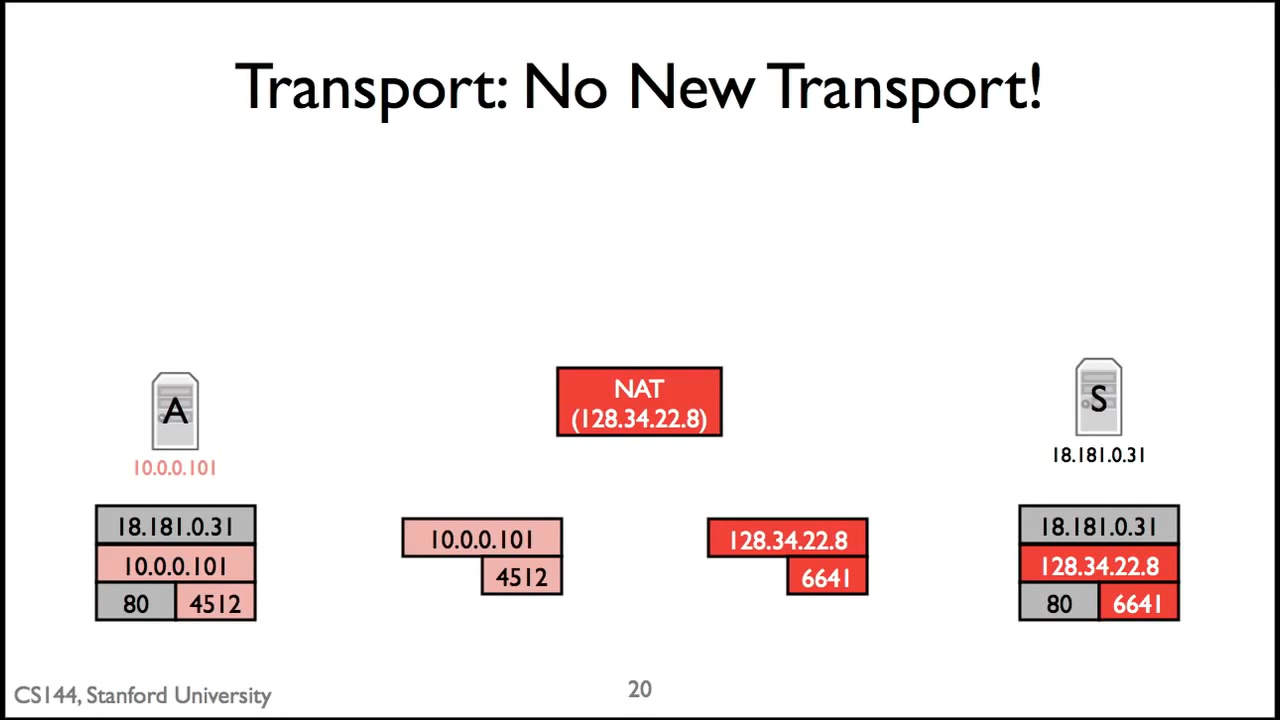 Transport: No New Transport!
A
10.0.0.101
NAT
(128.34.22.8)
S
18.181.0.31
18.181.0.31
10.0.0.101
80 4512
10.0.0.101
4512
128.34.22.8
6641
18.181.0.31
128.34.22.8
80 6641
CS144, Stanford University
20